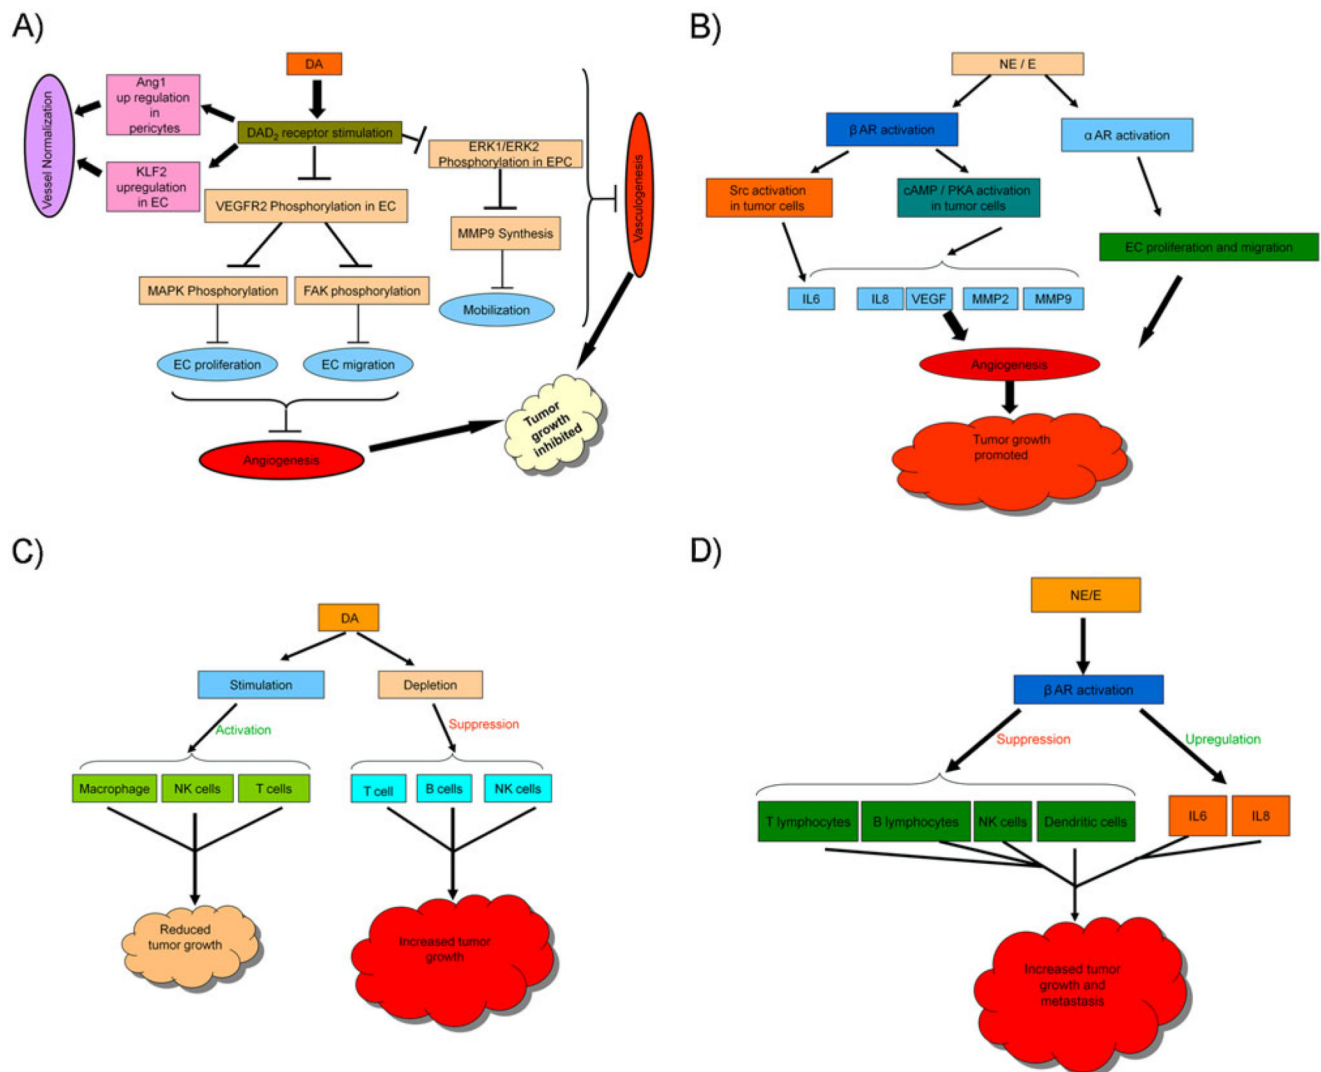 A)
DA
Ang1
up regulation
in
pericytes
Vessel Normalization
DAD2 receptor stimulation
KLF2
upregulation
in EC
ERK1/ERK2
Phosphorylation in EPC
VEGFR2 Phosphorylation in EC
MMP9 Synthesis
Vasculogenesis
MAPK Phosphorylation
FAK phosphorylation
Mobilization
EC proliferation
EC migration
Angiogenesis
Tumor
growth
inhibited
B)
NE / E
β AR activation
α AR activation
Src activation
in tumor cells
cAMP / PKA activation
in tumor cells
EC proliferation and migration
IL6
IL8
VEGF
MMP2
MMP9
Angiogenesis
Tumor growth
promoted
C)
DA
Stimulation
Depletion
Activation
Suppression
Macrophage
NK cells
T cells
T cell
B cells
NK cells
Reduced
tumor growth
Increased tumor
growth
D)
NE/E
β AR activation
Suppression
Upregulation
T lymphocytes
B lymphocytes
NK cells
Dendritic cells
IL6
IL8
Increased tumor
growth and
metastasis